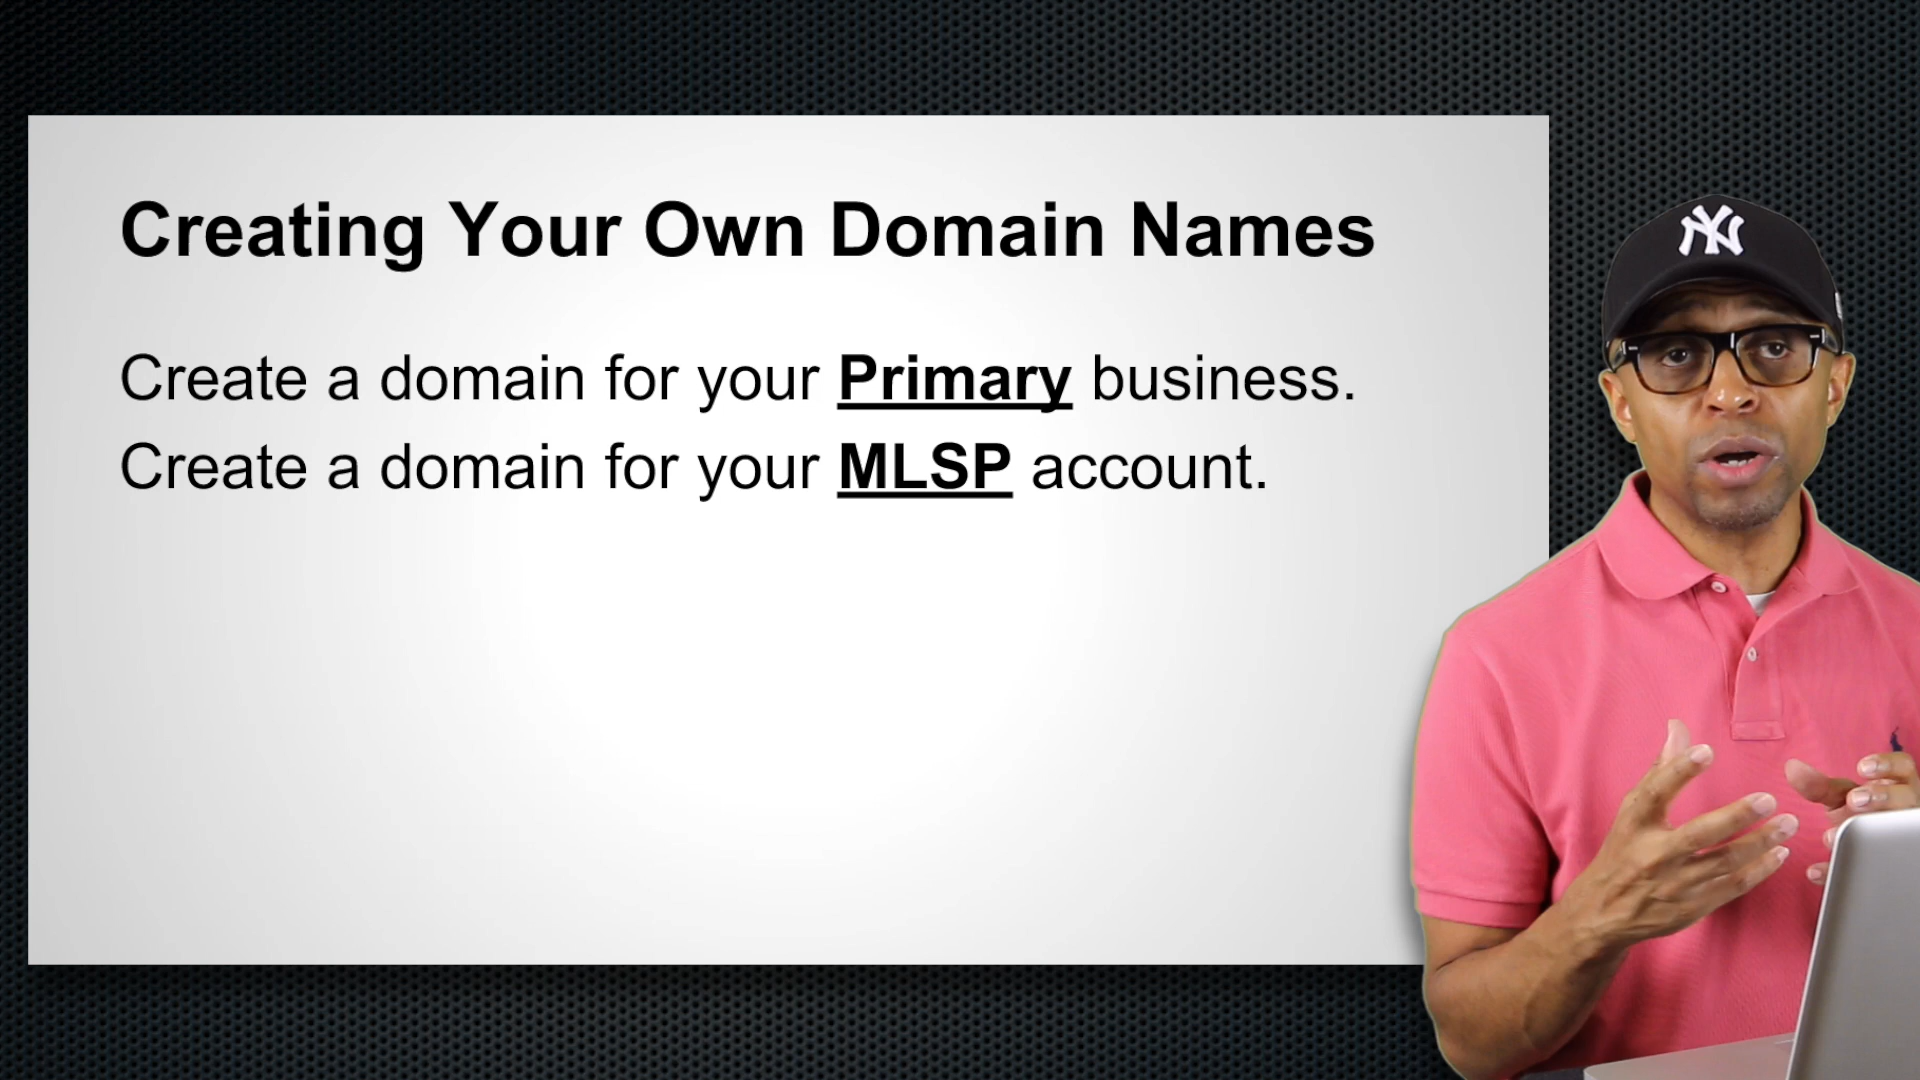 Creating Your Own Domain Names
Create a domain for your Primary business.
Create a domain for your MLSP account.
NY